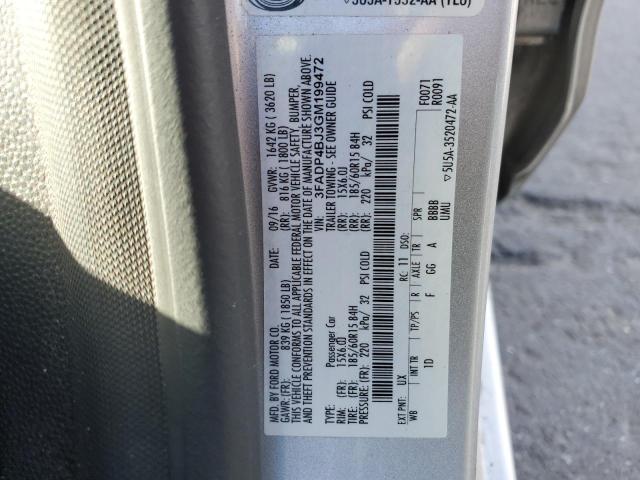 5U5A-1532-AA (TLU)
MFD. BY FORD MOTOR CO. DATE: 09/16 GVWR: 1642 KG ( 3620 LB)
GAWR: (FR): 839 KG ( 1850 LB) (RR): 816 KG ( 1800 LB)
THIS VEHICLE CONFORMS TO ALL APPLICABLE FEDERAL MOTOR VEHICLE SAFETY, BUMPER,
AND THEFT PREVENTION STANDARDS IN EFFECT ON THE DATE OF MANUFACTURE SHOWN ABOVE.
VIN: 3FADP4BJ3GM199472
TYPE: Passenger Car TRAILER TOWING - SEE OWNER GUIDE
RIM: (FR): 15X6.0J (RR): 15X6.0J
TIRE: (FR): 185/60R15 84H (RR): 185/60R15 84H
PRESSURE: (FR): 220 kPa/ 32 PSI COLD (RR): 220 kPa/ 32 PSI COLD
EXT PNT: UX RC: 11 DSO: F0071
WB INT TR TP/PS R AXLE TR SPR R0091
1D F GG A BBBB
UMU
▽5U5A-3520472-AA